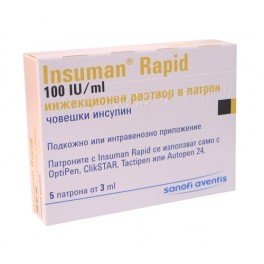 Insuman® Rapid
100 IU/ml
инжекционен разтвор в патрон
човешки инсулин
Подкожно или интравенозно приложение
Патроните с Insuman Rapid се използват само с
OptiPen, ClikSTAR, Tactipen или Autopen 24.
5 патрона от 3 ml
sanofi aventis